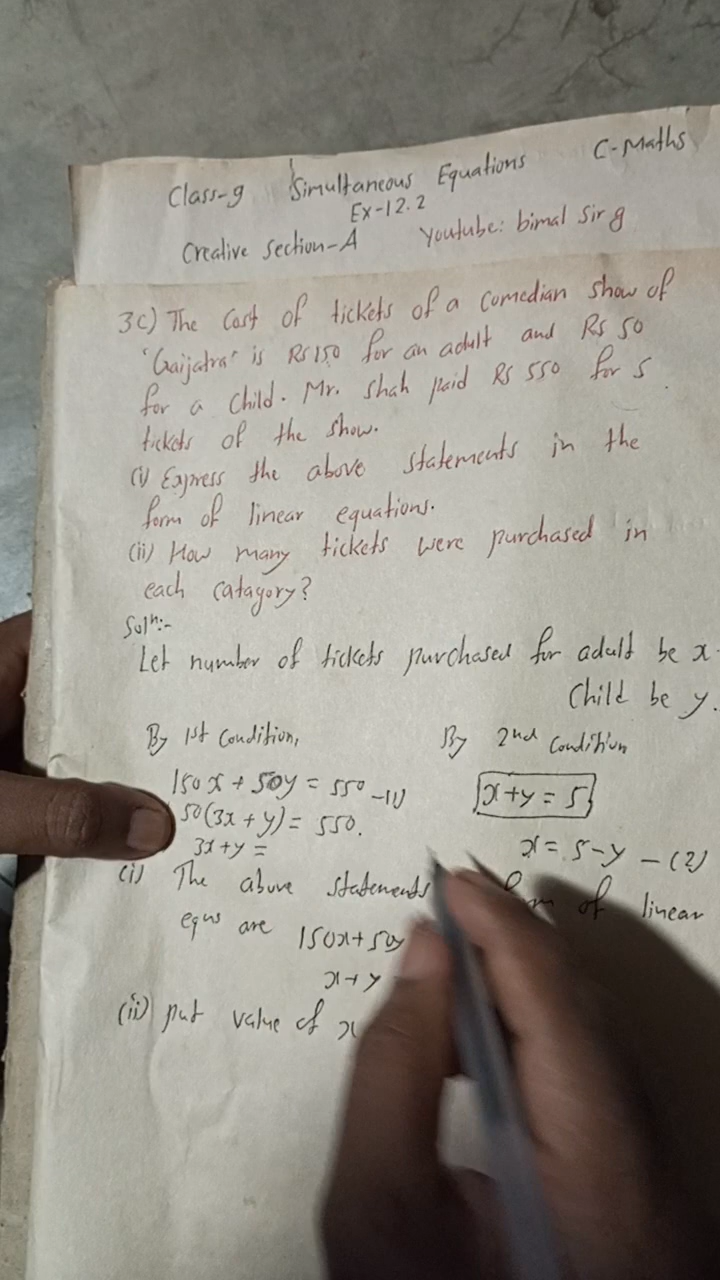 Class-9 Simultaneous Equations C-Maths
Ex-12.2
Creative Section-A Youtube: bimal sir g
3c) The Cost of tickets of a Comedian Show of
'Gaijatra' is Rs 150 for an adult and Rs 50
for a Child. Mr. Shah paid Rs 550 for 5
tickets of the show.
(i) Express the above statements in the
form of linear equations.
(ii) How many tickets were purchased in
each catagory?
Solⁿ:-
Let number of tickets purchased for adult be x
Child be y.
By 1st Condition, By 2nd Condition
150x + 50y = 550 -(1) x+y = 5
50(3x + y) = 550. x = 5-y - (2)
3x+y =
(i) The above statements of linear
eqns are 150x+50y
x+y
(ii) put value of x